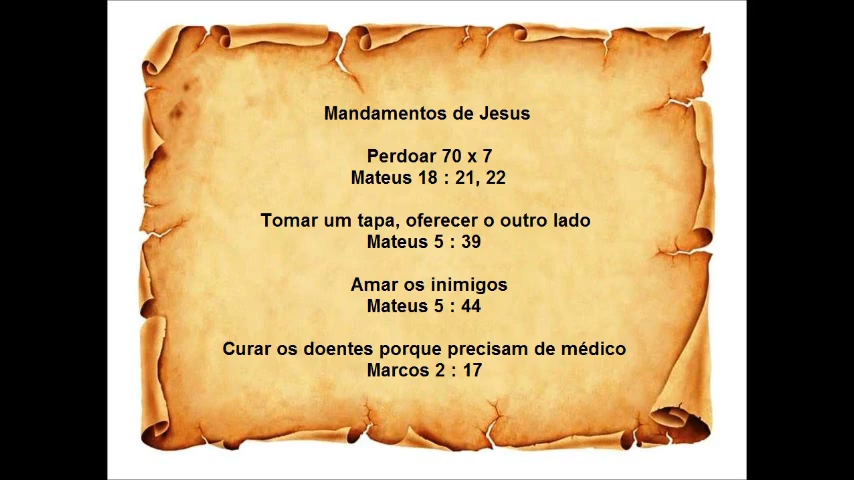 Mandamentos de Jesus
Perdoar 70 x 7
Mateus 18 : 21, 22
Tomar um tapa, oferecer o outro lado
Mateus 5 : 39
Amar os inimigos
Mateus 5 : 44
Curar os doentes porque precisam de médico
Marcos 2 : 17